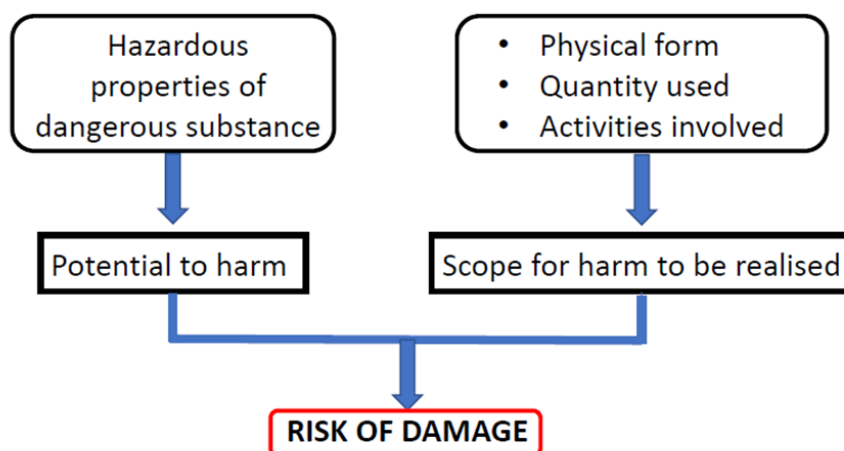 Hazardous
properties of
dangerous substance
• Physical form
• Quantity used
• Activities involved
Potential to harm
Scope for harm to be realised
RISK OF DAMAGE